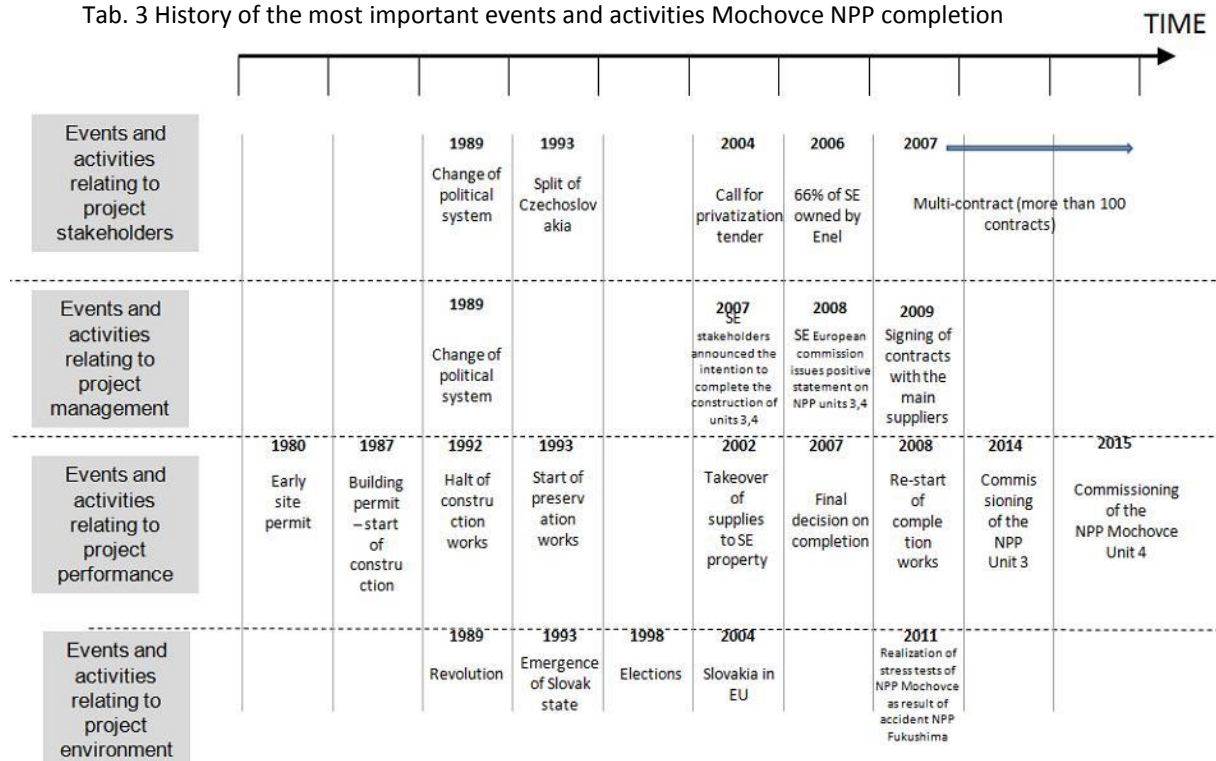 Tab. 3 History of the most important events and activities Mochovce NPP completion
TIME
Events and
activities
relating to
project
stakeholders
1989
Change of
political
system
1993
Split of
Czechoslov
akia
2004
Call for
privatization
tender
2006
66% of SE
owned by
Enel
2007
Multi-contract (more than 100
contracts)
Events and
activities
relating to
project
management
1989
Change of
political
system
2007
SE
stakeholders
announced the
intention to
complete the
construction of
units 3,4
2008
SE European
commission
issues positive
statement on
NPP units 3,4
2009
Signing of
contracts
with the
main
suppliers
Events and
activities
relating to
project
performance
1980
Early
site
permit
1987
Building
permit
– start
of
constru
ction
1992
Halt of
constru
ction
works
1993
Start of
preserv
ation
works
2002
Takeover
of
supplies
to SE
property
2007
Final
decision on
completion
2008
Re-start
of
comple
tion
works
2014
Commis
sioning
of the
NPP
Unit 3
2015
Commissioning
of the
NPP Mochovce
Unit 4
Events and
activities
relating to
project
environment
1989
Revolution
1993
Emergence
of Slovak
state
1998
Elections
2004
Slovakia in
EU
2011
Realization of
stress tests of
NPP Mochovce
as result of
accident NPP
Fukushima